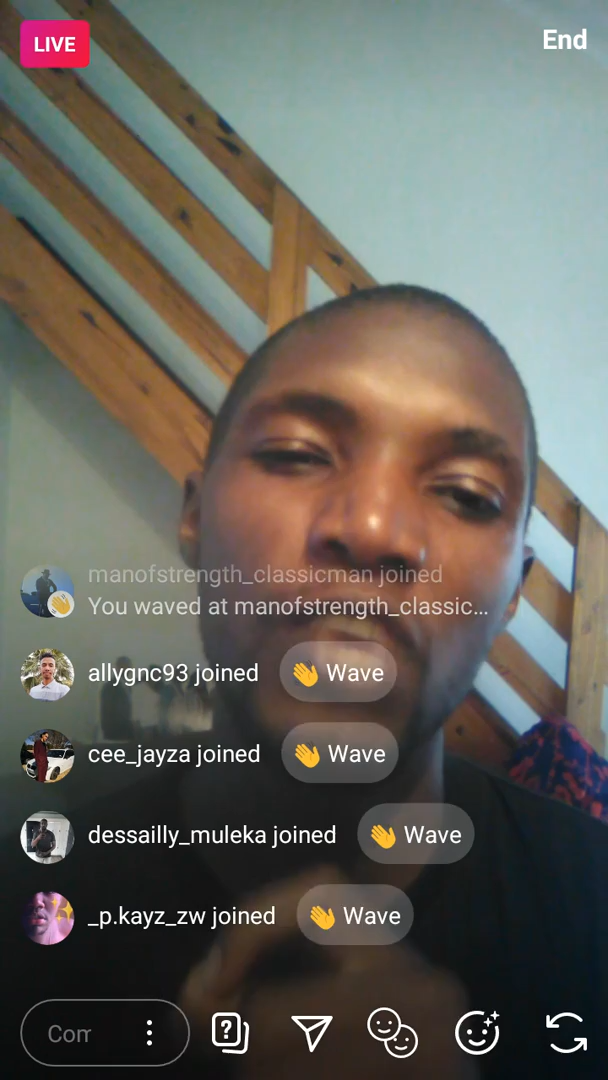 LIVE
End
manofstrength_classicman joined
You waved at manofstrength_classic...
allygnc93 joined
Wave
cee_jayza joined
Wave
dessailly_muleka joined
Wave
_p.kayz_zw joined
Wave
Com
?